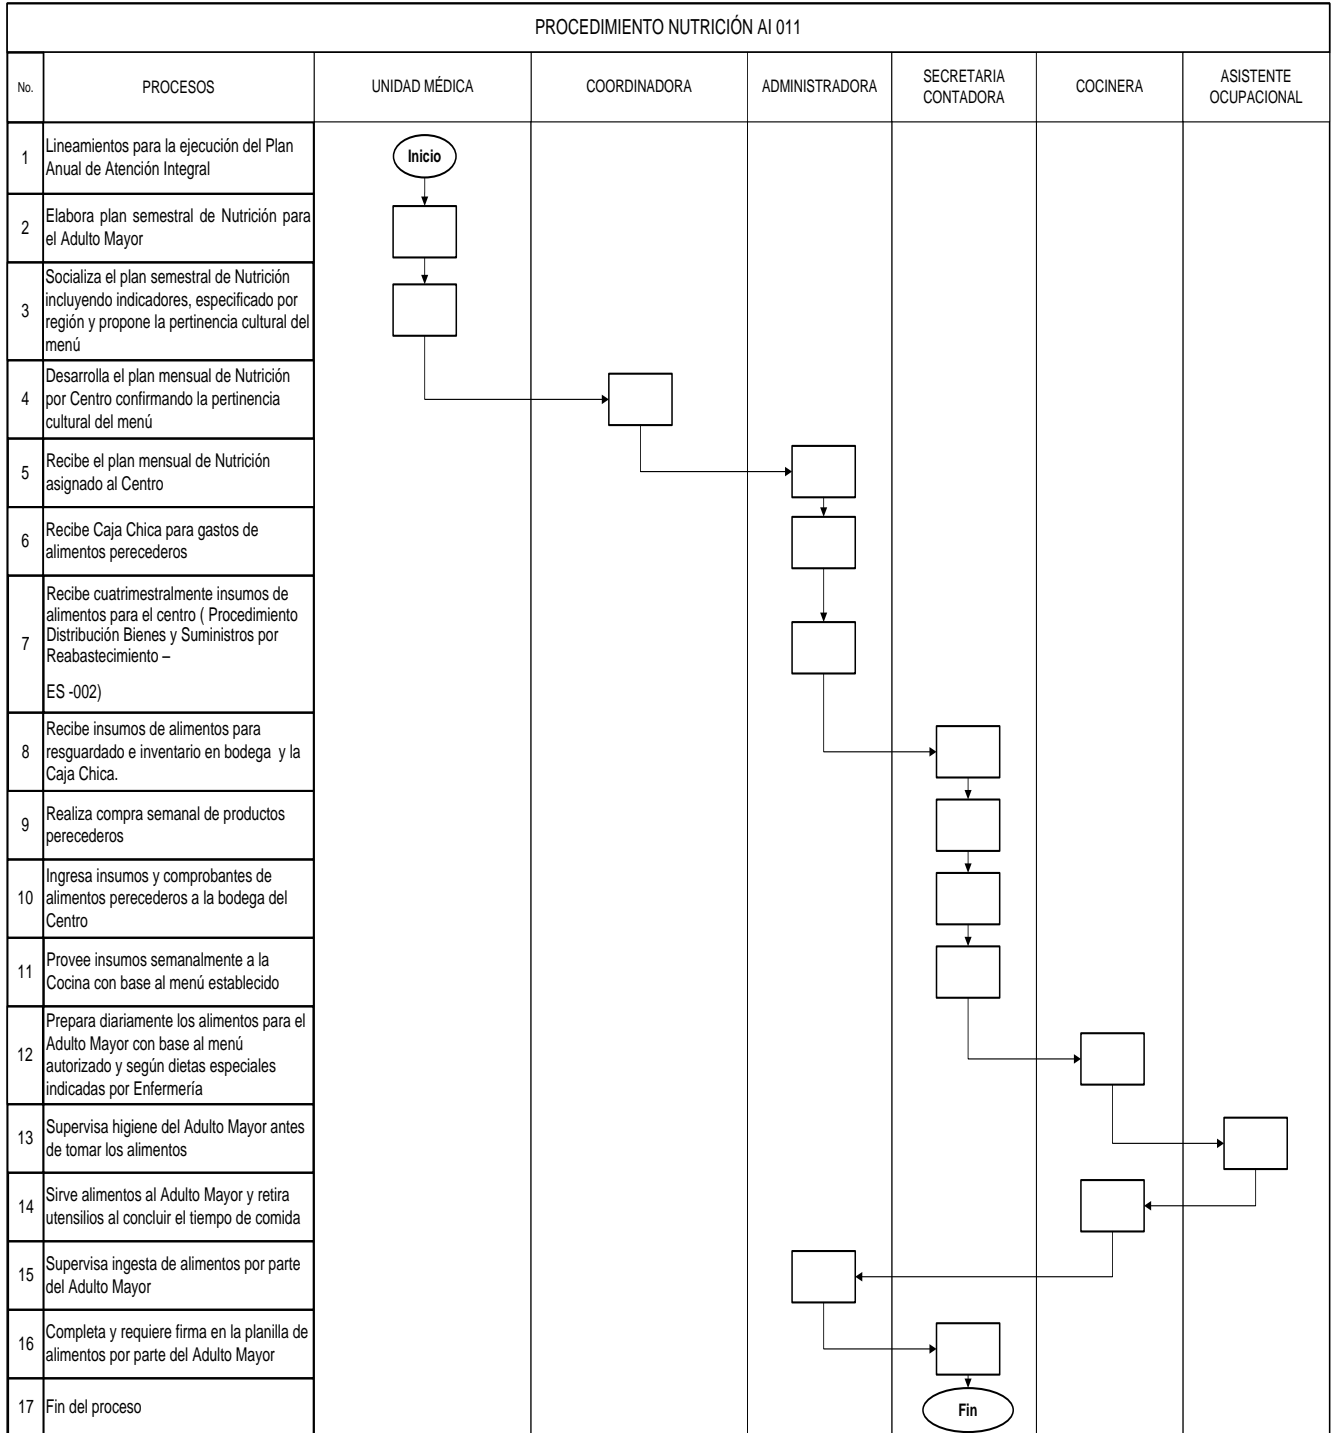 PROCEDIMIENTO NUTRICIÓN AI 011
No.
PROCESOS
UNIDAD MÉDICA
COORDINADORA
ADMINISTRADORA
SECRETARIA
CONTADORA
COCINERA
ASISTENTE
OCUPACIONAL
1
Lineamientos para la ejecución del Plan
Anual de Atención Integral
Inicio
2
Elabora plan semestral de Nutrición para
el Adulto Mayor
3
Socializa el plan semestral de Nutrición
incluyendo indicadores, especificado por
región y propone la pertinencia cultural del
menú
4
Desarrolla el plan mensual de Nutrición
por Centro confirmando la pertinencia
cultural del menú
5
Recibe el plan mensual de Nutrición
asignado al Centro
6
Recibe Caja Chica para gastos de
alimentos perecederos
7
Recibe cuatrimestralmente insumos de
alimentos para el centro ( Procedimiento
Distribución Bienes y Suministros por
Reabastecimiento –
ES -002)
8
Recibe insumos de alimentos para
resguardado e inventario en bodega y la
Caja Chica.
9
Realiza compra semanal de productos
perecederos
10
Ingresa insumos y comprobantes de
alimentos perecederos a la bodega del
Centro
11
Provee insumos semanalmente a la
Cocina con base al menú establecido
12
Prepara diariamente los alimentos para el
Adulto Mayor con base al menú
autorizado y según dietas especiales
indicadas por Enfermería
13
Supervisa higiene del Adulto Mayor antes
de tomar los alimentos
14
Sirve alimentos al Adulto Mayor y retira
utensilios al concluir el tiempo de comida
15
Supervisa ingesta de alimentos por parte
del Adulto Mayor
16
Completa y requiere firma en la planilla de
alimentos por parte del Adulto Mayor
17
Fin del proceso
Fin